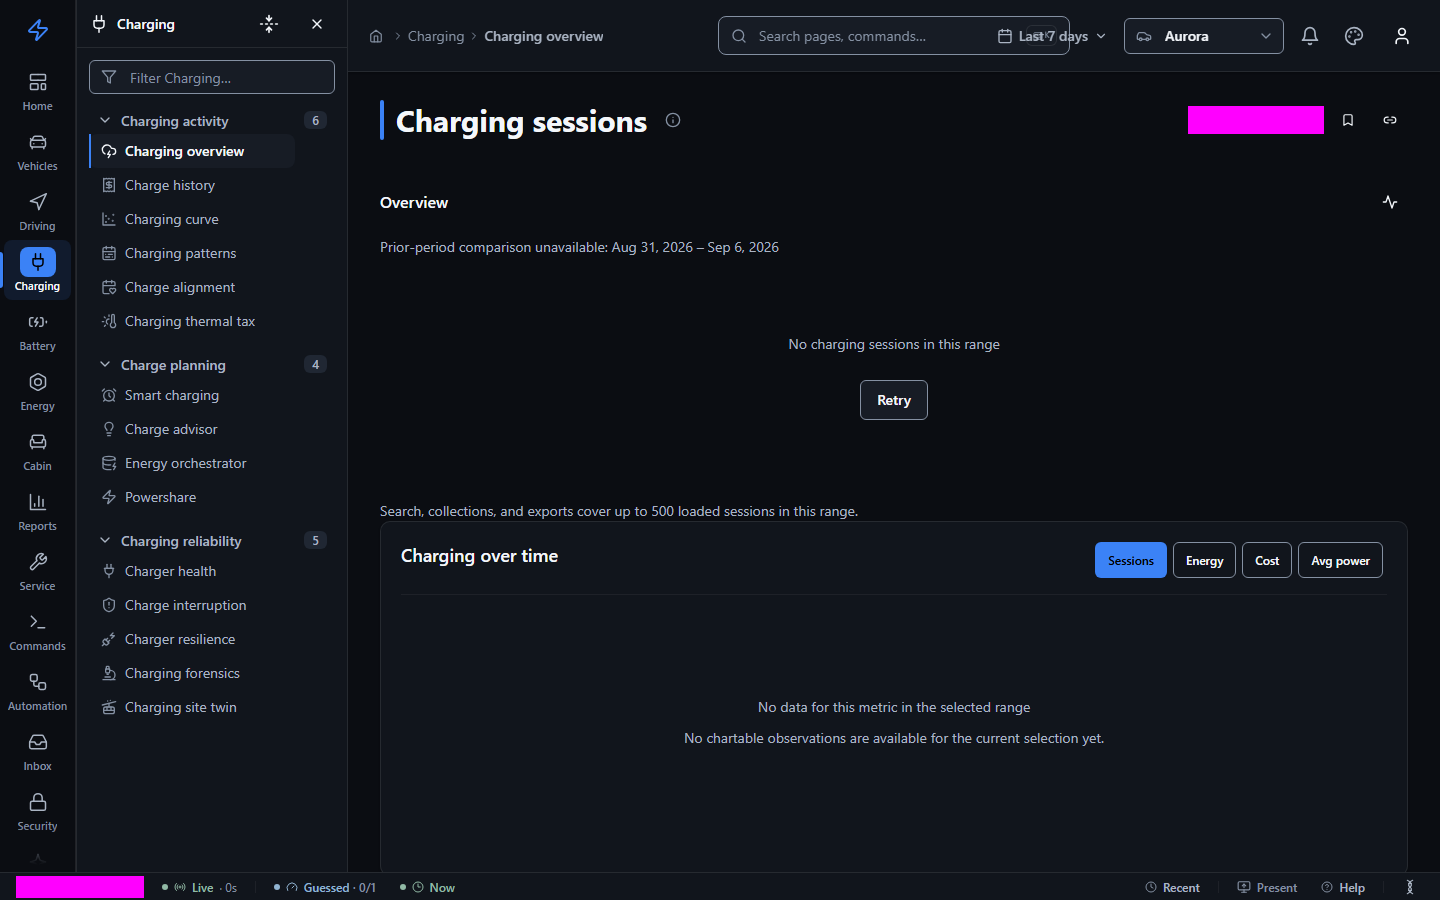 Home
Vehicles
Driving
Charging
Battery
Energy
Cabin
Reports
Service
Commands
Automation
Inbox
Security
Charging
Filter Charging...
Charging activity 6
Charging overview
Charge history
Charging curve
Charging patterns
Charge alignment
Charging thermal tax
Charge planning 4
Smart charging
Charge advisor
Energy orchestrator
Powershare
Charging reliability 5
Charger health
Charge interruption
Charger resilience
Charging forensics
Charging site twin
Charging Charging overview
Search pages, commands... Last 7 days
Aurora
Charging sessions
Overview
Prior-period comparison unavailable: Aug 31, 2026 – Sep 6, 2026
No charging sessions in this range
Retry
Search, collections, and exports cover up to 500 loaded sessions in this range.
Charging over time
Sessions Energy Cost Avg power
No data for this metric in the selected range
No chartable observations are available for the current selection yet.
Live · 0s Guessed · 0/1 Now
Recent Present Help